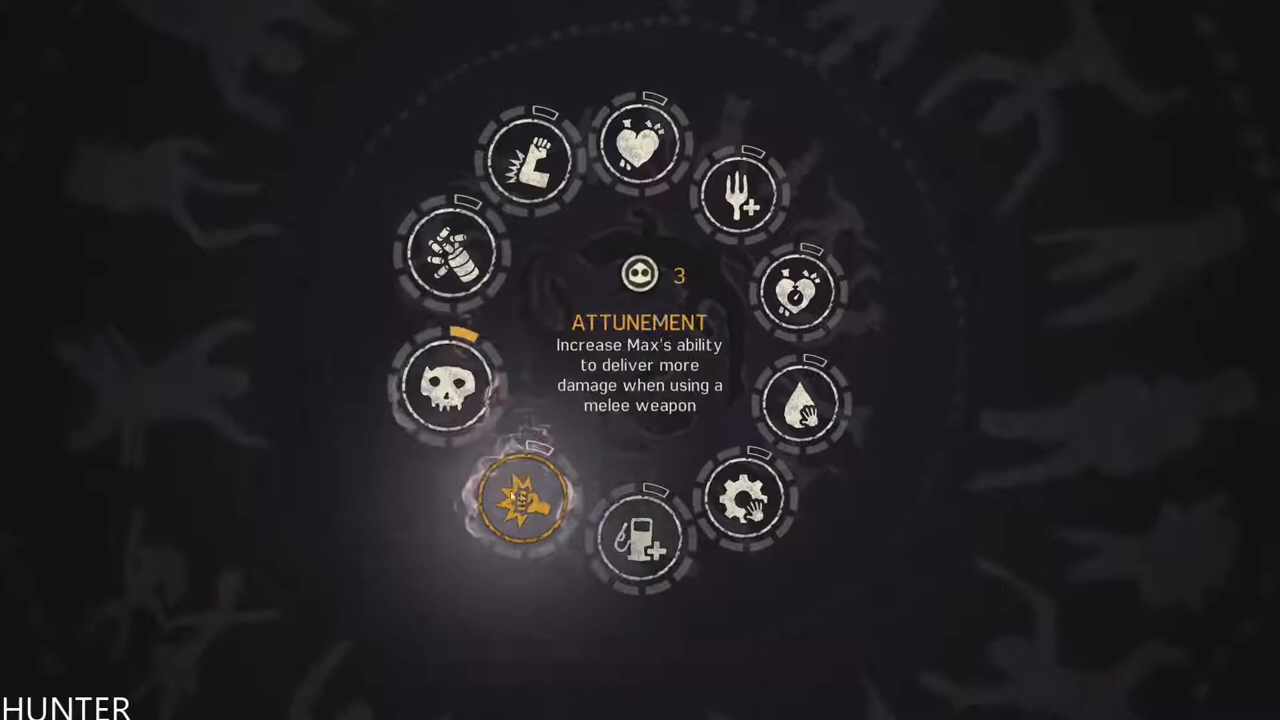 3
ATTUNEMENT
Increase Max's ability
to deliver more
damage when using a
melee weapon
HUNTER